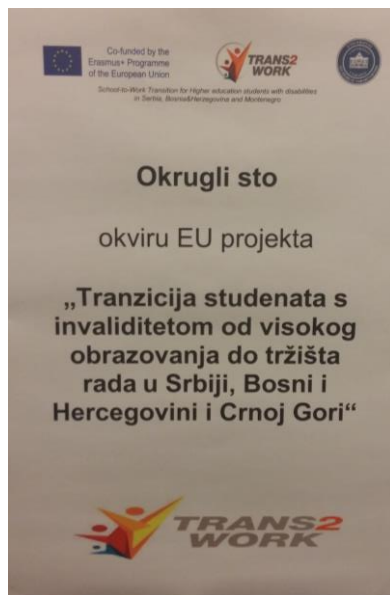 Co-funded by the
Erasmus+ Programme
of the European Union
TRANS2
WORK
School-to-Work Transition for Higher education students with disabilities
in Serbia, Bosnia&Herzegovina and Montenegro
Okrugli sto
okviru EU projekta
„Tranzicija studenata s
invaliditetom od visokog
obrazovanja do tržišta
rada u Srbiji, Bosni i
Hercegovini i Crnoj Gori“
TRANS2
WORK